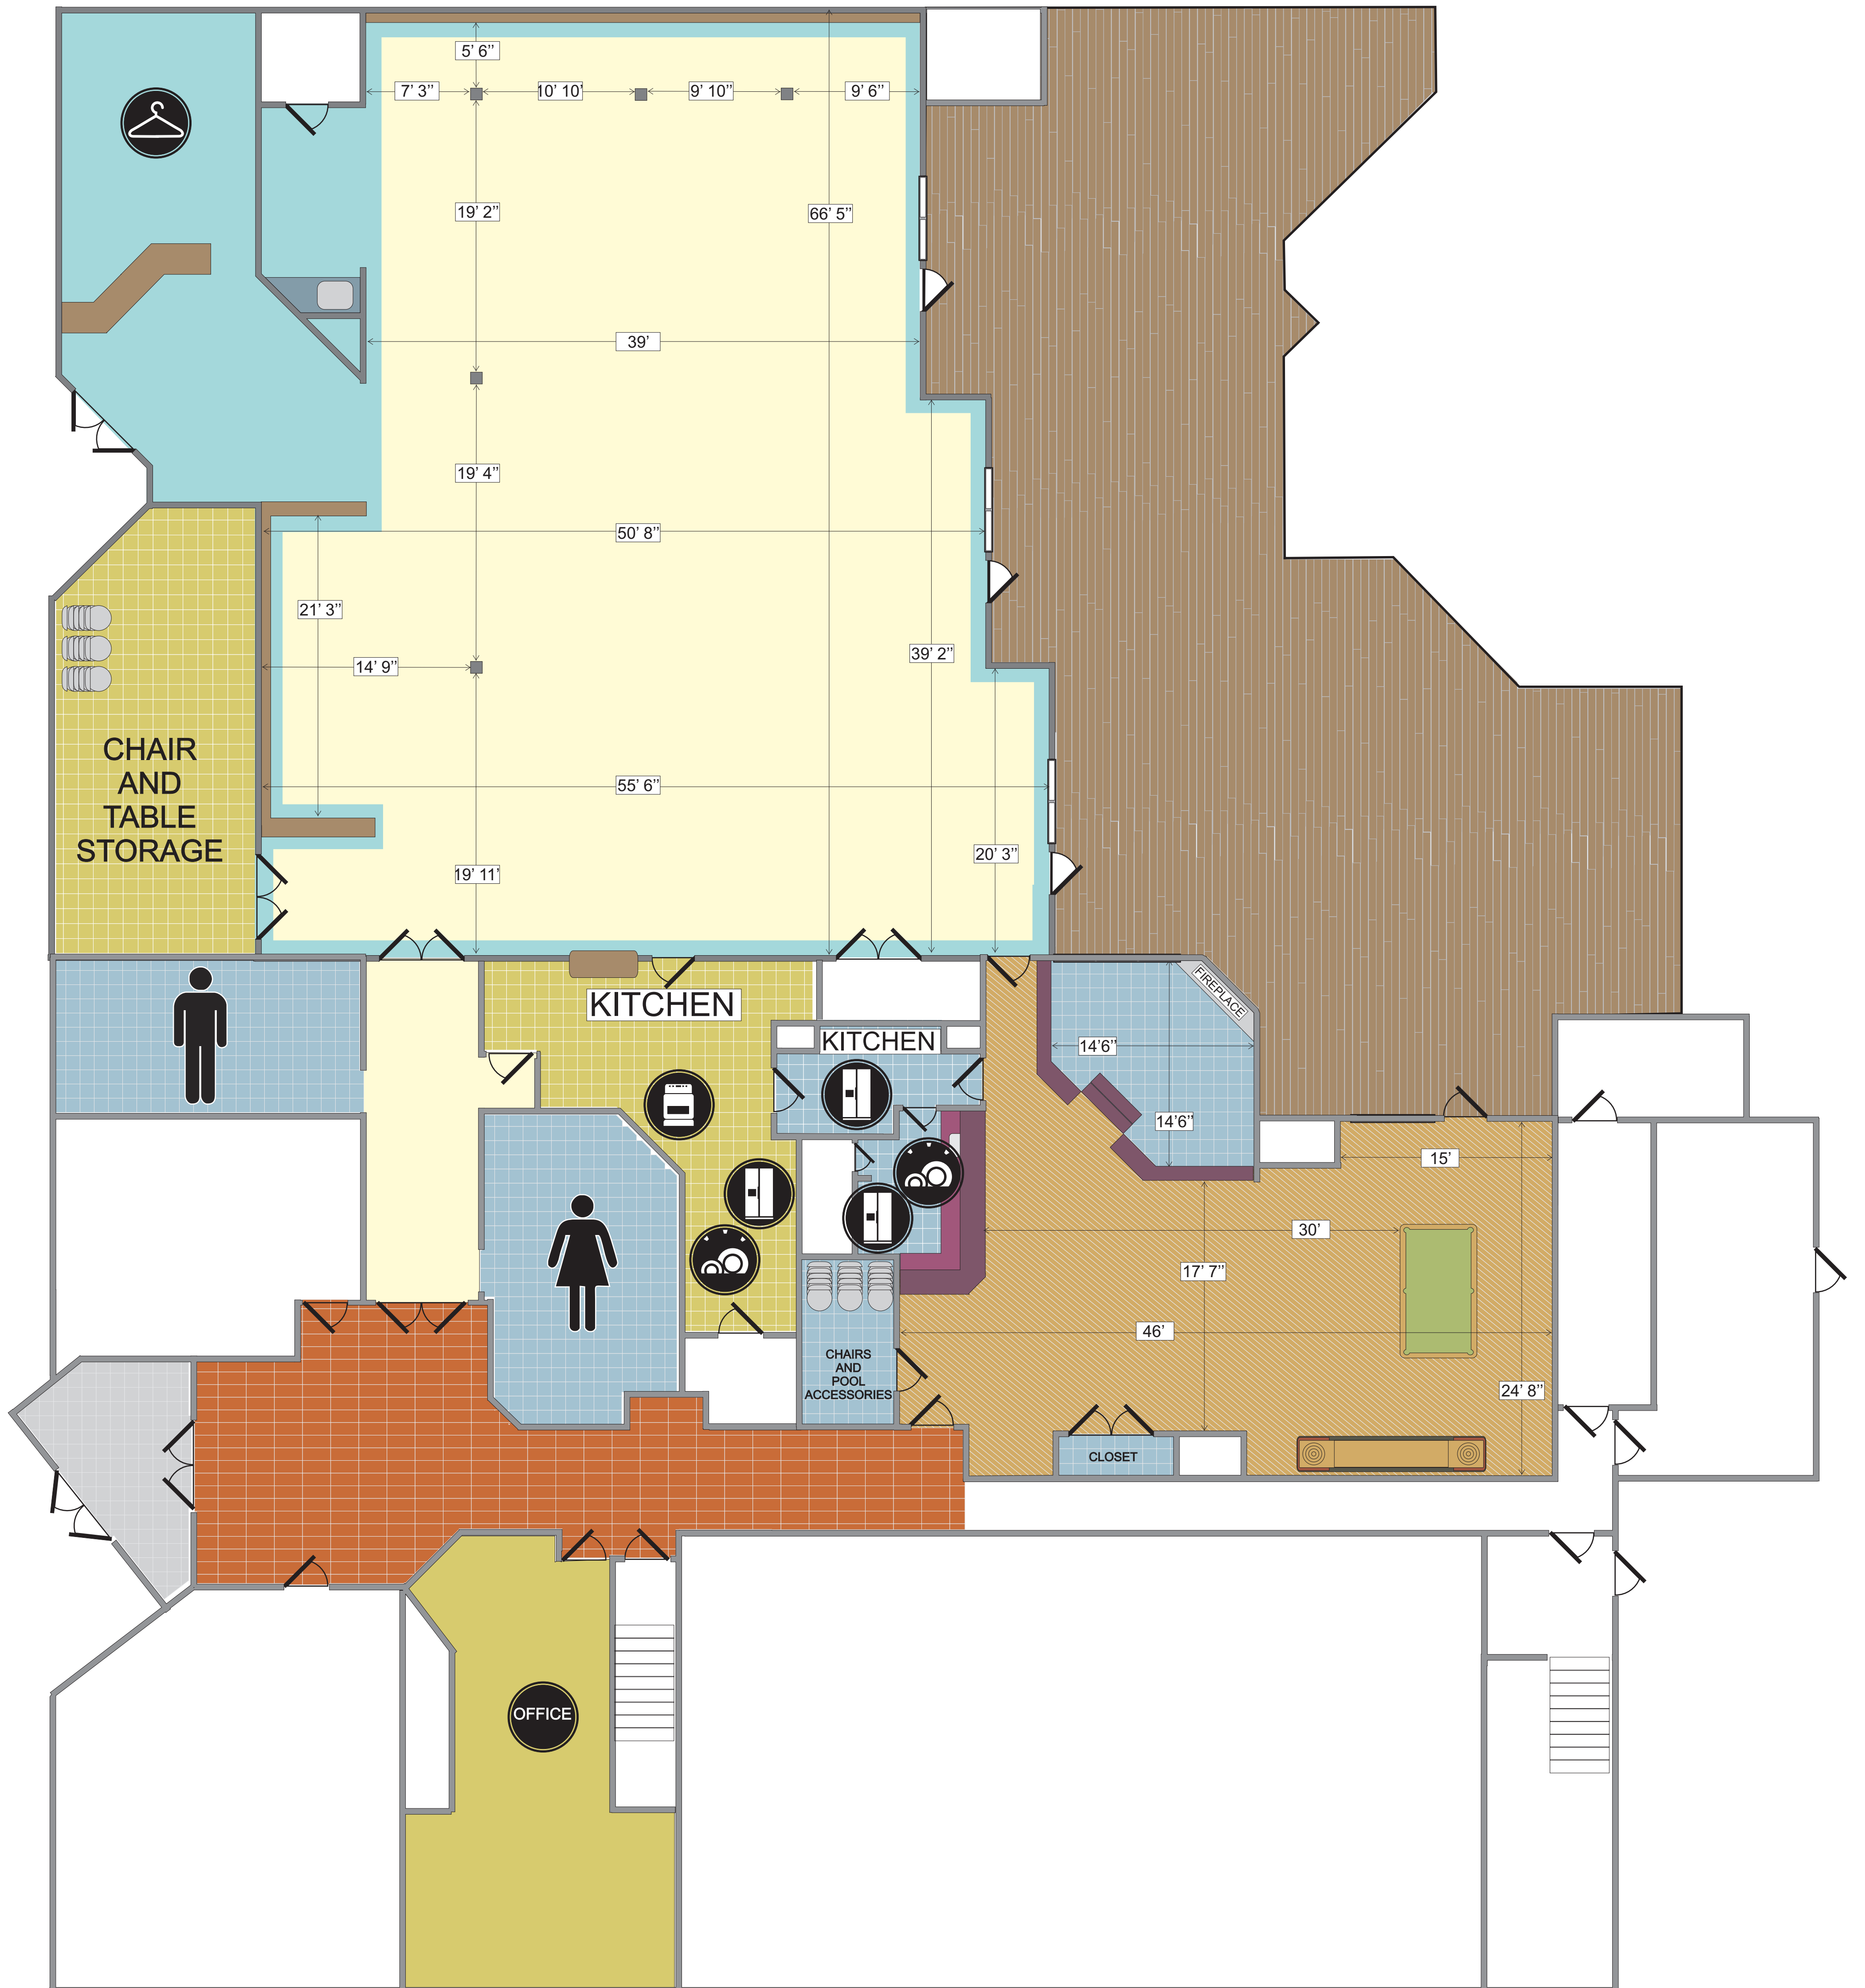 5’ 6’’
7’ 3’’
10’ 10’
9’ 10’’
9’ 6’’
19’ 2’’
66’ 5’’
39’
19’ 4’’
50’ 8’’
21’ 3’’
14’ 9’’
39’ 2’’
CHAIR
AND
TABLE
STORAGE
55’ 6’’
19’ 11’
20’ 3’’
KITCHEN
FIREPLACE
KITCHEN
14’6’’
14’6’’
15’
30’
17’ 7’’
46’
CHAIRS
AND
POOL
ACCESSORIES
24’ 8’’
CLOSET
OFFICE